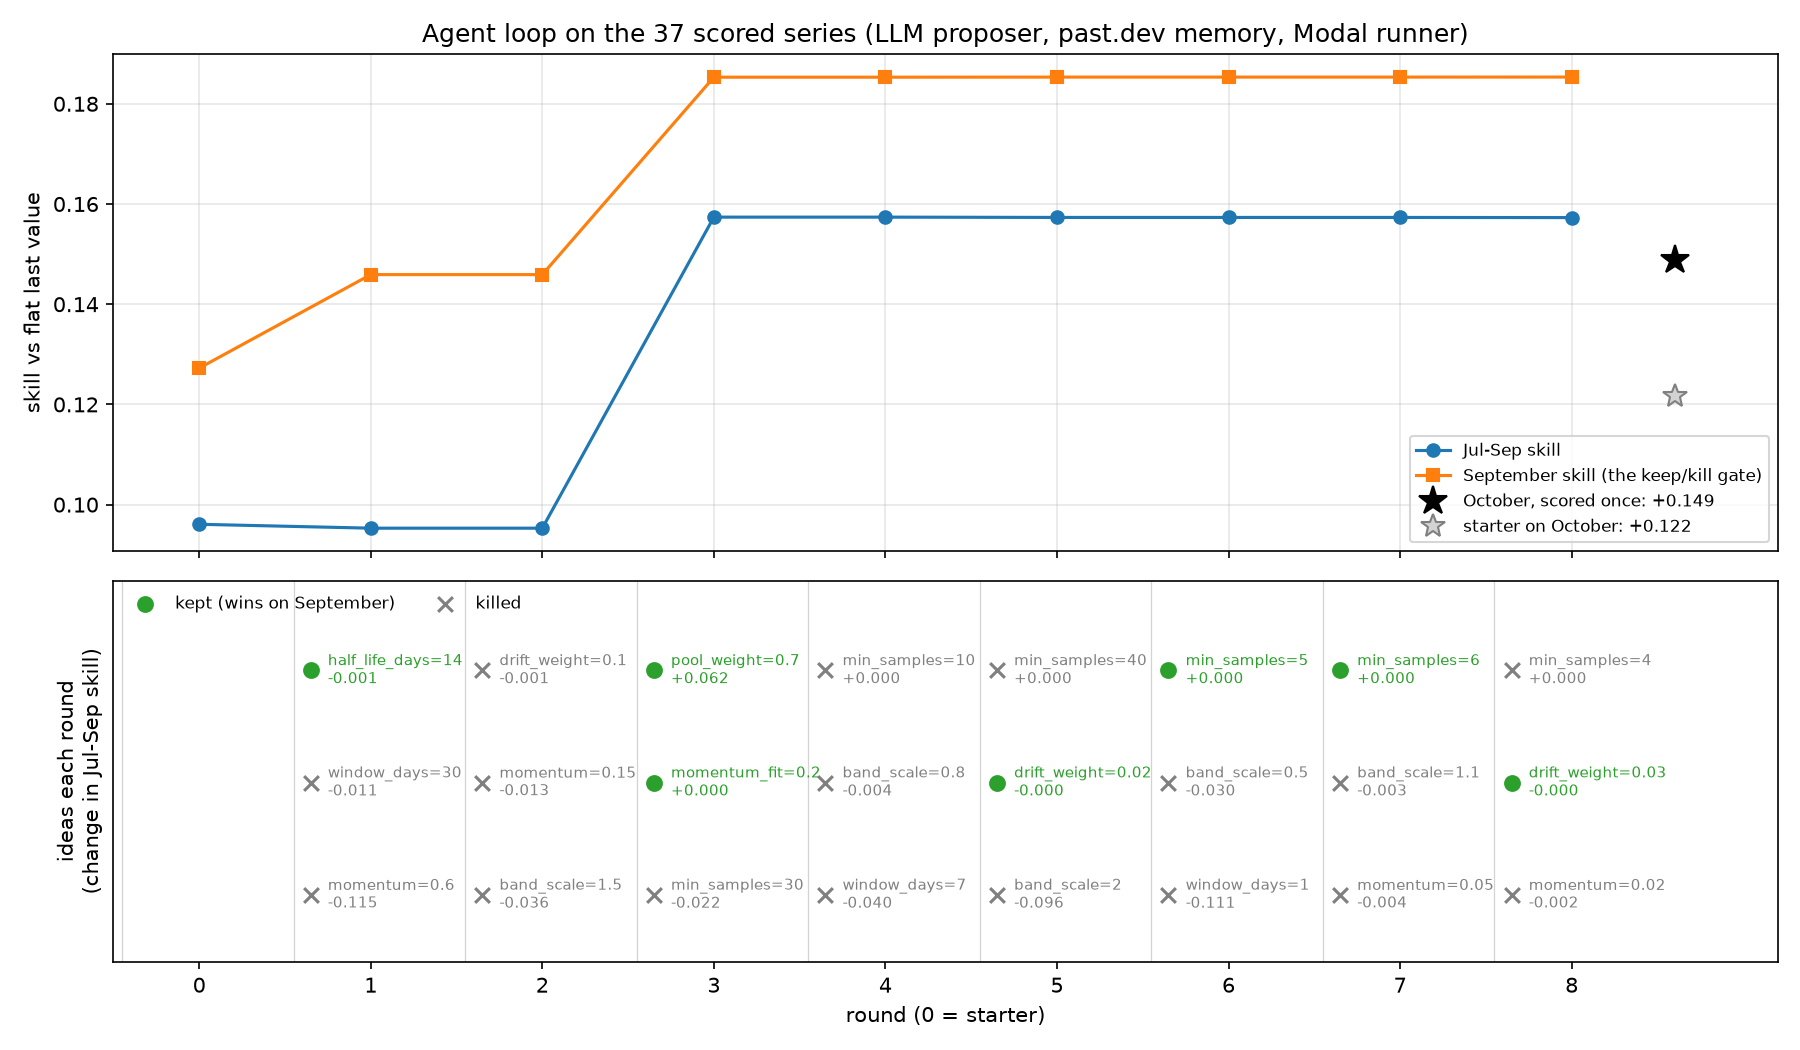 Agent loop on the 37 scored series (LLM proposer, past.dev memory, Modal runner)
skill vs flat last value
0.18
0.16
0.14
0.12
0.10
Jul-Sep skill
September skill (the keep/kill gate)
October, scored once: +0.149
starter on October: +0.122
ideas each round
(change in Jul-Sep skill)
kept (wins on September)
killed
half_life_days=14
-0.001
drift_weight=0.1
-0.001
pool_weight=0.7
+0.062
min_samples=10
+0.000
min_samples=40
+0.000
min_samples=5
+0.000
min_samples=6
+0.000
min_samples=4
+0.000
window_days=30
-0.011
momentum=0.15
-0.013
momentum_fit=0.2
+0.000
band_scale=0.8
-0.004
drift_weight=0.02
-0.000
band_scale=0.5
-0.030
band_scale=1.1
-0.003
drift_weight=0.03
-0.000
momentum=0.6
-0.115
band_scale=1.5
-0.036
min_samples=30
-0.022
window_days=7
-0.040
band_scale=2
-0.096
window_days=1
-0.111
momentum=0.05
-0.004
momentum=0.02
-0.002
0 1 2 3 4 5 6 7 8
round (0 = starter)